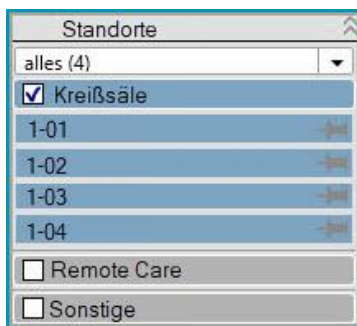 Standorte
alles (4)
Kreißsäle
1-01
1-02
1-03
1-04
Remote Care
Sonstige